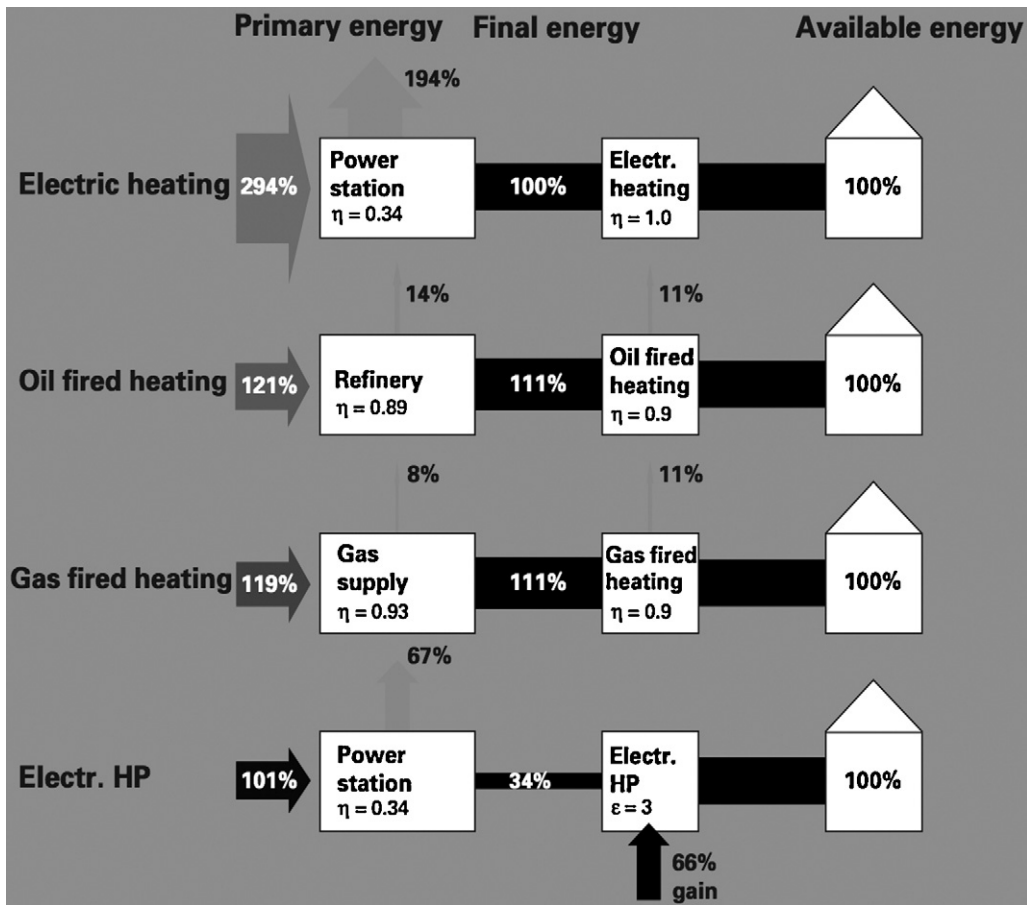 Primary energy
Final energy
Available energy
194%
Electric heating
294%
Power
station
η = 0.34
100%
Electr.
heating
η = 1.0
100%
14%
11%
Oil fired heating
121%
Refinery
η = 0.89
111%
Oil fired
heating
η = 0.9
100%
8%
11%
Gas fired heating
119%
Gas
supply
η = 0.93
111%
Gas fired
heating
η = 0.9
100%
67%
Electr. HP
101%
Power
station
η = 0.34
34%
Electr.
HP
ε = 3
100%
66%
gain